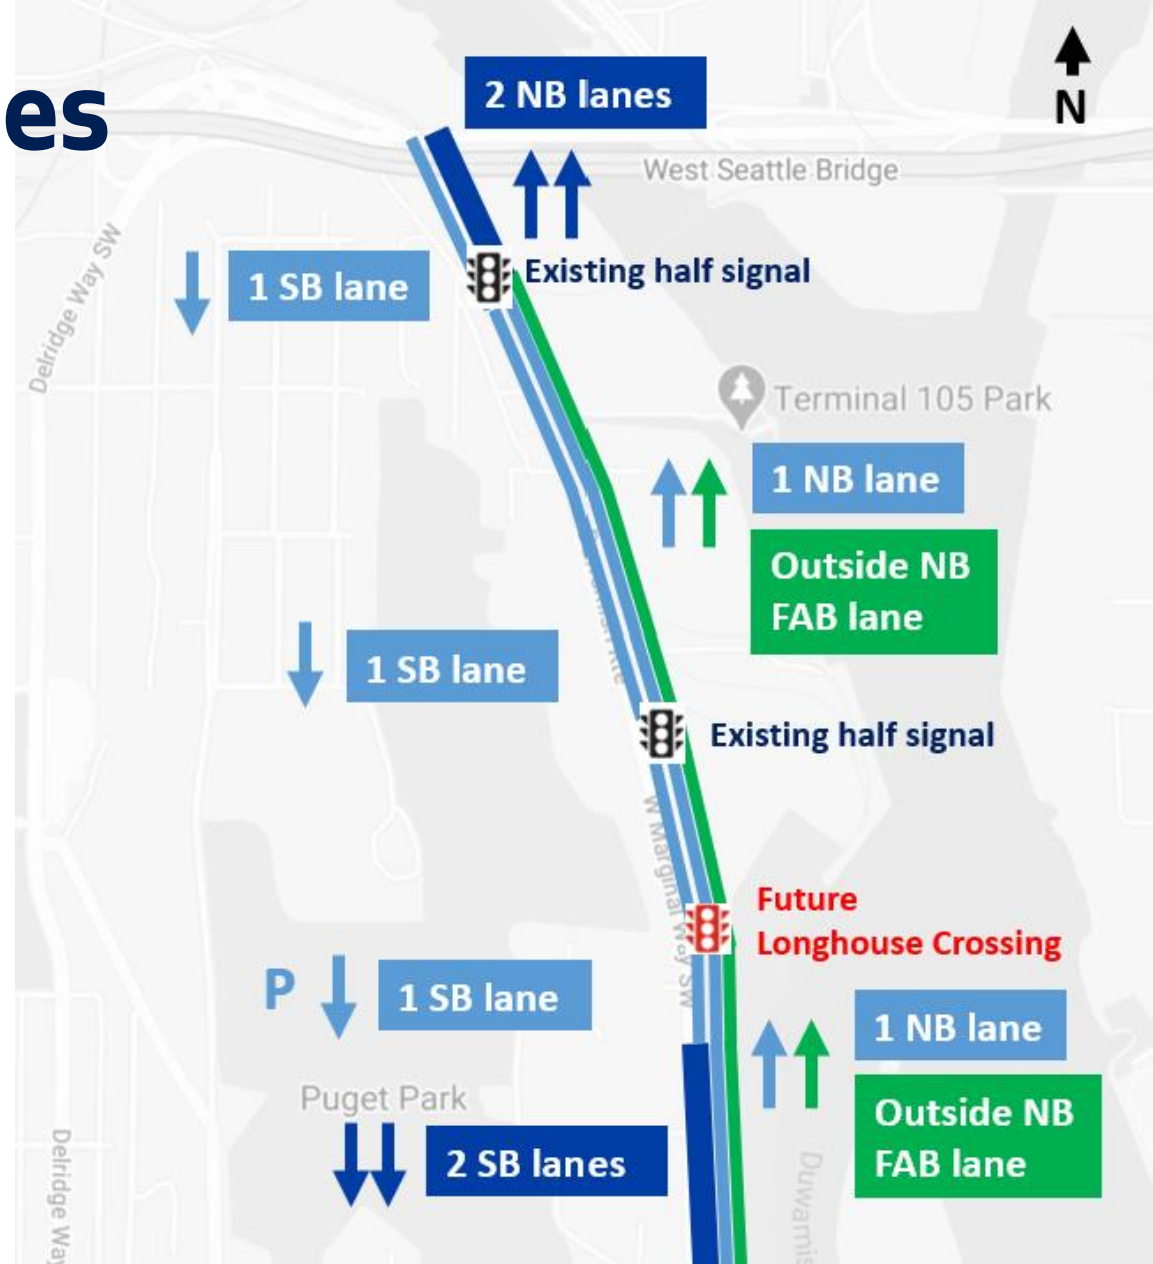 es
2 NB lanes
N
West Seattle Bridge
Delridge Way SW
1 SB lane
Existing half signal
Terminal 105 Park
1 NB lane
Outside NB
FAB lane
1 SB lane
Existing half signal
W Marginal Way SW
Future
Longhouse Crossing
P
1 SB lane
1 NB lane
Puget Park
Outside NB
FAB lane
2 SB lanes
Delridge Way
Duwamis